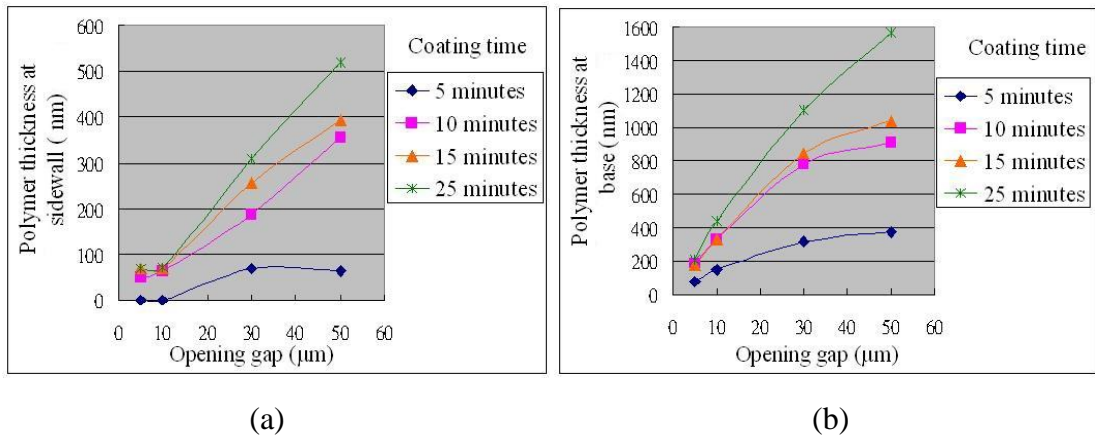 600
500
400
300
200
100
0
0 10 20 30 40 50 60
Polymer thickness at
sidewall ( nm)
Opening gap (µm)
Coating time
5 minutes
10 minutes
15 minutes
25 minutes
(a)
1600
1400
1200
1000
800
600
400
200
0
0 10 20 30 40 50 60
Polymer thickness at
base (nm)
Opening gap (µm)
Coating time
5 minutes
10 minutes
15 minutes
25 minutes
(b)